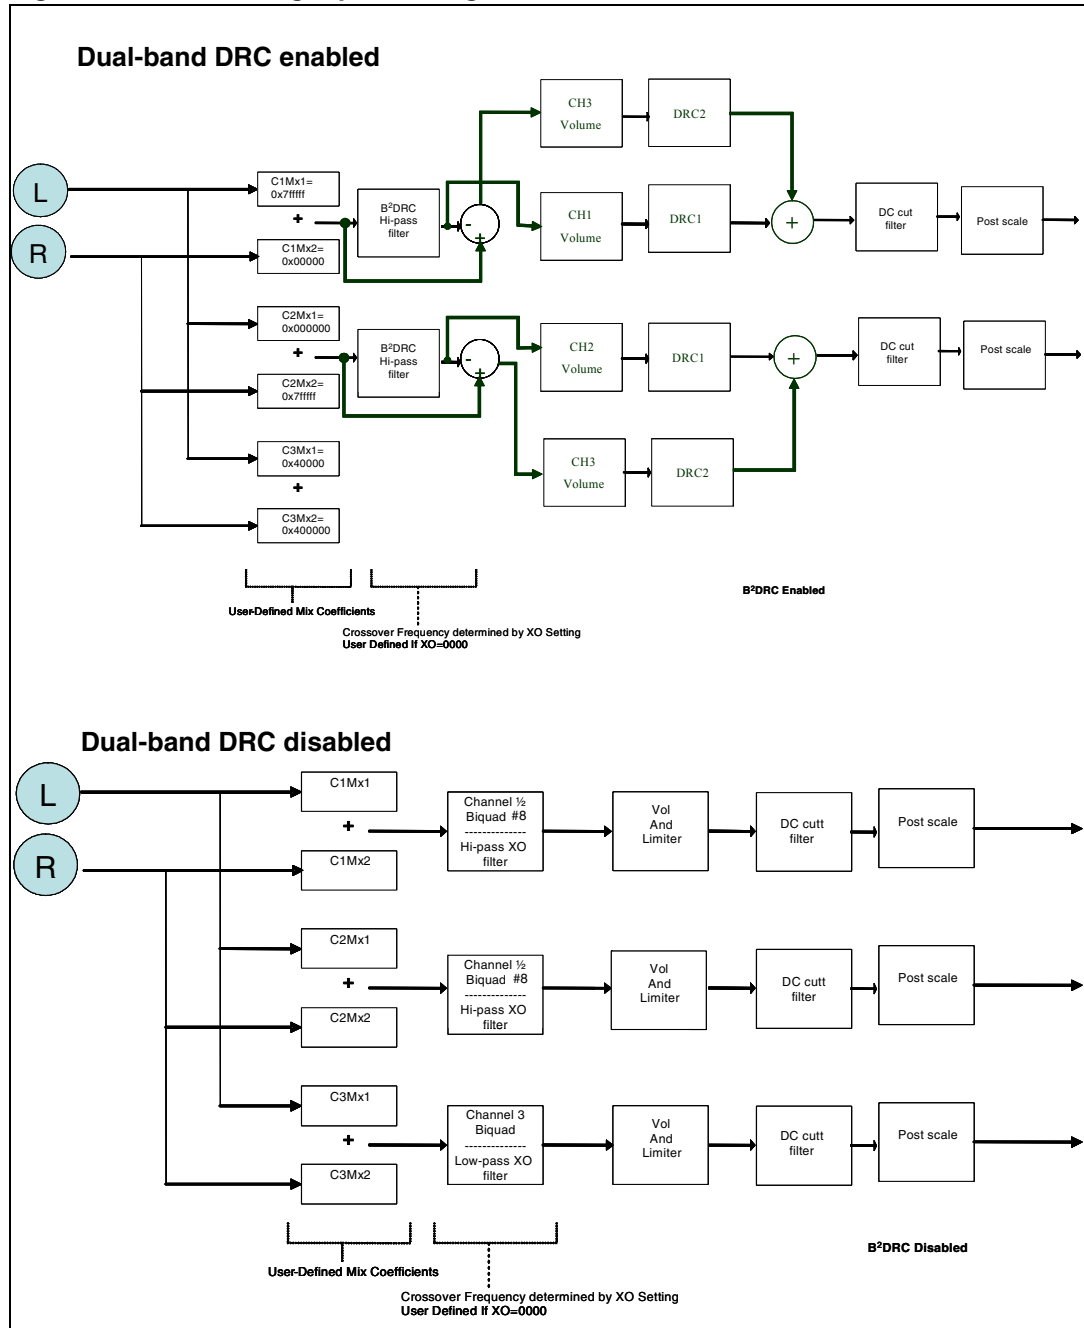 Dual-band DRC enabled
L
R
C1Mx1=
0x7fffff
+
C1Mx2=
0x00000
C2Mx1=
0x000000
+
C2Mx2=
0x7fffff
C3Mx1=
0x40000
+
C3Mx2=
0x400000
B²DRC
Hi-pass
filter
-
+
CH3
Volume
DRC2
CH1
Volume
DRC1
+
DC cut
filter
Post scale
B²DRC
Hi-pass
filter
-
+
CH2
Volume
DRC1
+
DC cut
filter
Post scale
CH3
Volume
DRC2
User-Defined Mix Coefficients
Crossover Frequency determined by XO Setting
User Defined If XO=0000
B²DRC Enabled
Dual-band DRC disabled
L
R
C1Mx1
+
C1Mx2
Channel ½
Biquad #8
--------------
Hi-pass XO
filter
Vol
And
Limiter
DC cutt
filter
Post scale
C2Mx1
+
C2Mx2
Channel ½
Biquad #8
--------------
Hi-pass XO
filter
Vol
And
Limiter
DC cutt
filter
Post scale
C3Mx1
+
C3Mx2
Channel 3
Biquad
--------------
Low-pass XO
filter
Vol
And
Limiter
DC cutt
filter
Post scale
User-Defined Mix Coefficients
Crossover Frequency determined by XO Setting
User Defined If XO=0000
B²DRC Disabled